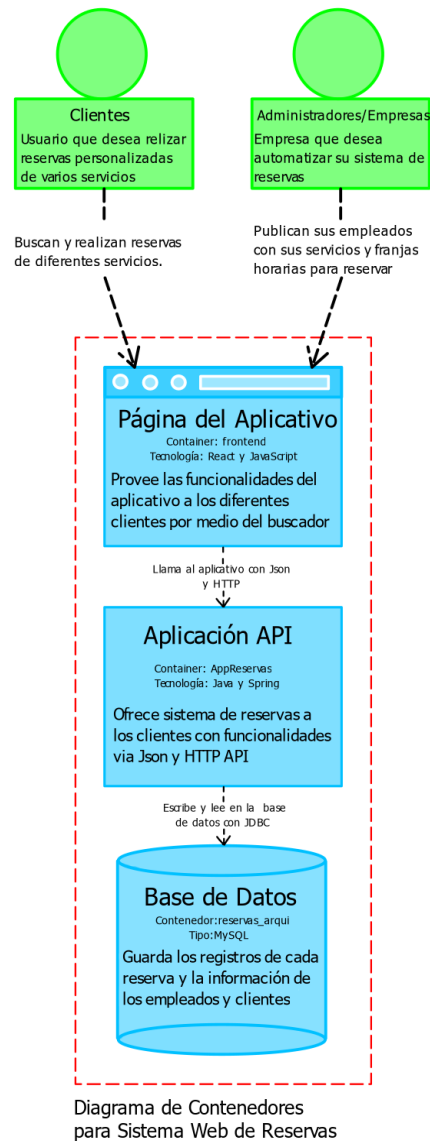 Clientes
Usuario que desea relizar
reservas personalizadas
de varios servicios
Administradores/Empresas
Empresa que desea
automatizar su sistema de
reservas
Buscan y realizan reservas
de diferentes servicios.
Publican sus empleados
con sus servicios y franjas
horarias para reservar
Página del Aplicativo
Container: frontend
Tecnología: React y JavaScript
Provee las funcionalidades del
aplicativo a los diferentes
clientes por medio del buscador
Llama al aplicativo con Json
y HTTP
Aplicación API
Container: AppReservas
Tecnología: Java y Spring
Ofrece sistema de reservas a
los clientes con funcionalidades
via Json y HTTP API
Escribe y lee en la base
de datos con JDBC
Base de Datos
Contenedor:reservas_arqui
Tipo:MySQL
Guarda los registros de cada
reserva y la información de
los empleados y clientes
Diagrama de Contenedores
para Sistema Web de Reservas